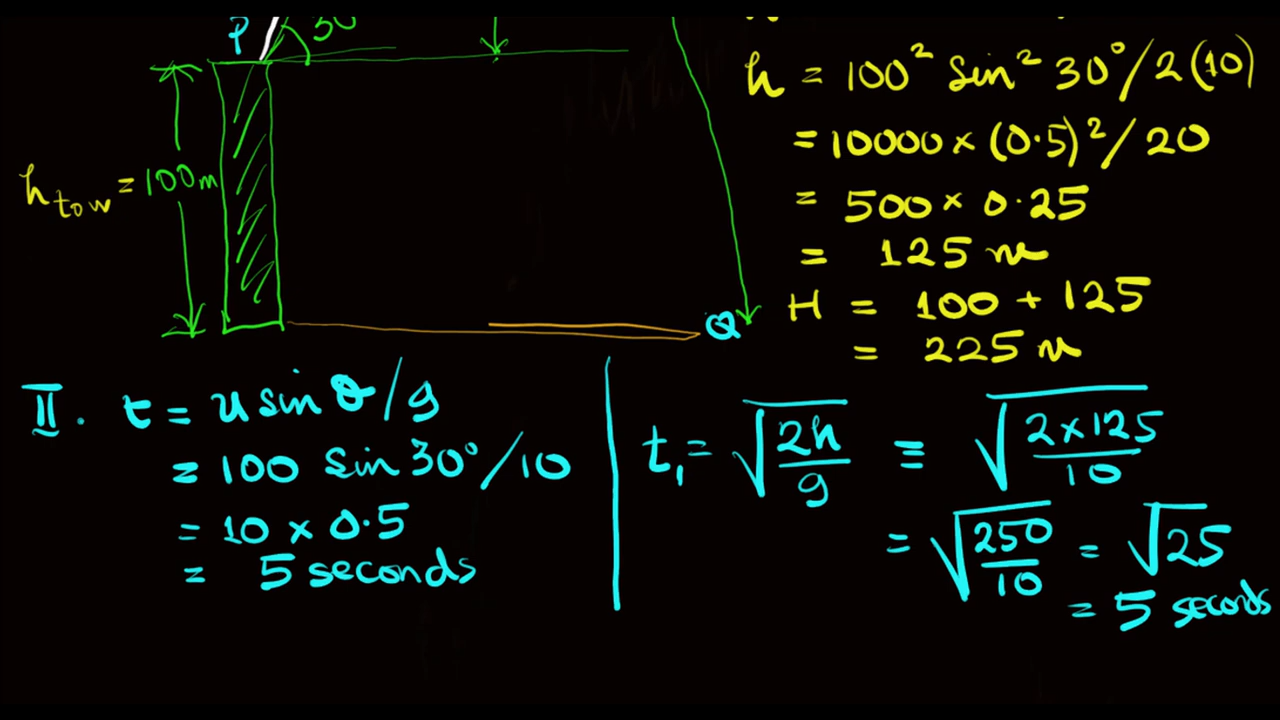 P 30
h tow = 100m
Q
h = 100² sin² 30°/2(10)
= 10000 × (0.5)²/20
= 500 × 0.25
= 125 m
H = 100 + 125
= 225 m
II. t = u sin θ/g
= 100 sin 30°/10
= 10 × 0.5
= 5 seconds
t₁ = √(2h/g) = √(2×125/10)
= √(250/10) = √25
= 5 seconds